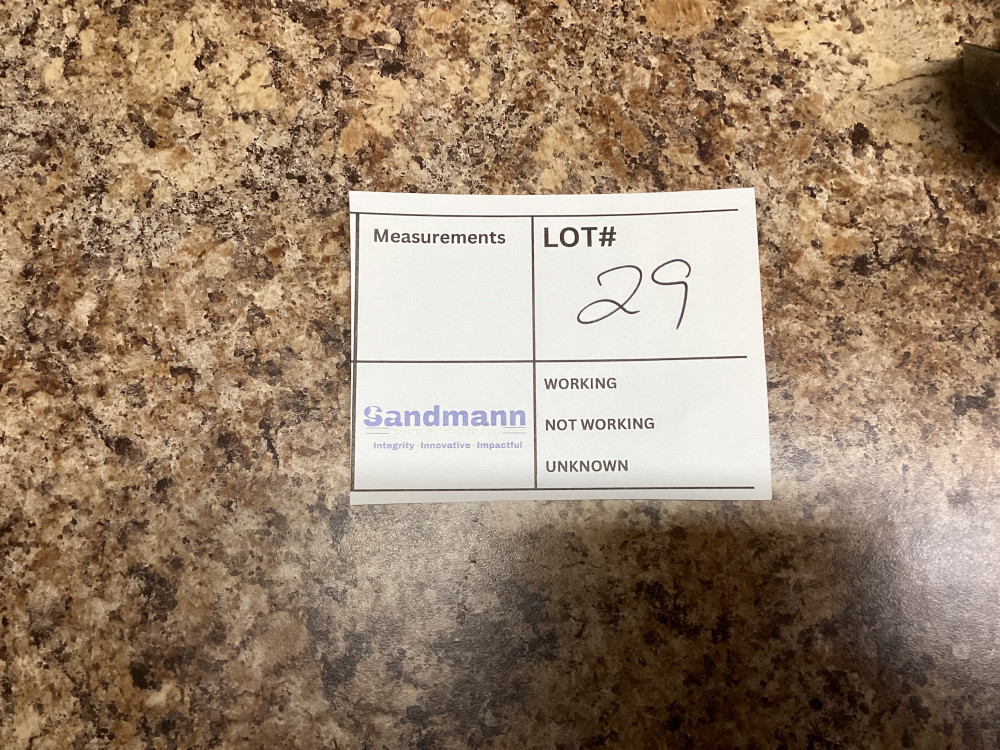 Measurements
LOT#
29
Sandmann
Integrity · Innovative · Impactful
WORKING
NOT WORKING
UNKNOWN